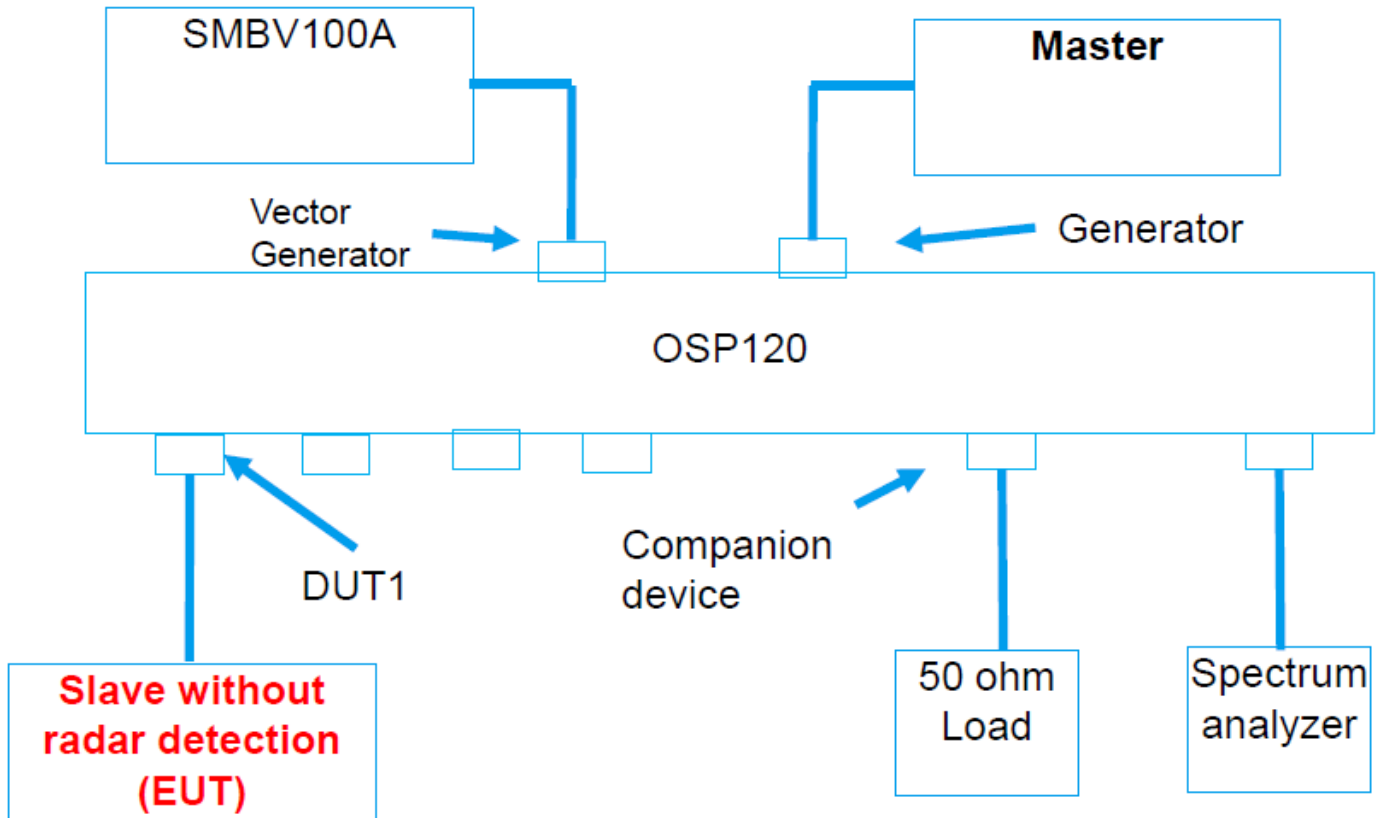 SMBV100A
Master
Vector
Generator
Generator
OSP120
DUT1
Companion
device
Slave without
radar detection
(EUT)
50 ohm
Load
Spectrum
analyzer